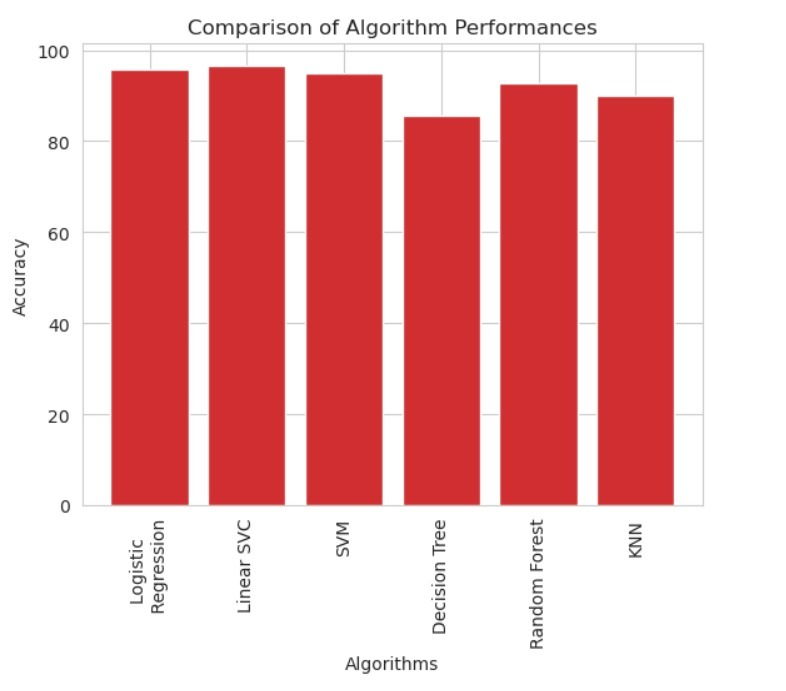 Comparison of Algorithm Performances
100
80
60
40
20
0
Accuracy
Logistic
Regression
Linear SVC
SVM
Decision Tree
Random Forest
KNN
Algorithms